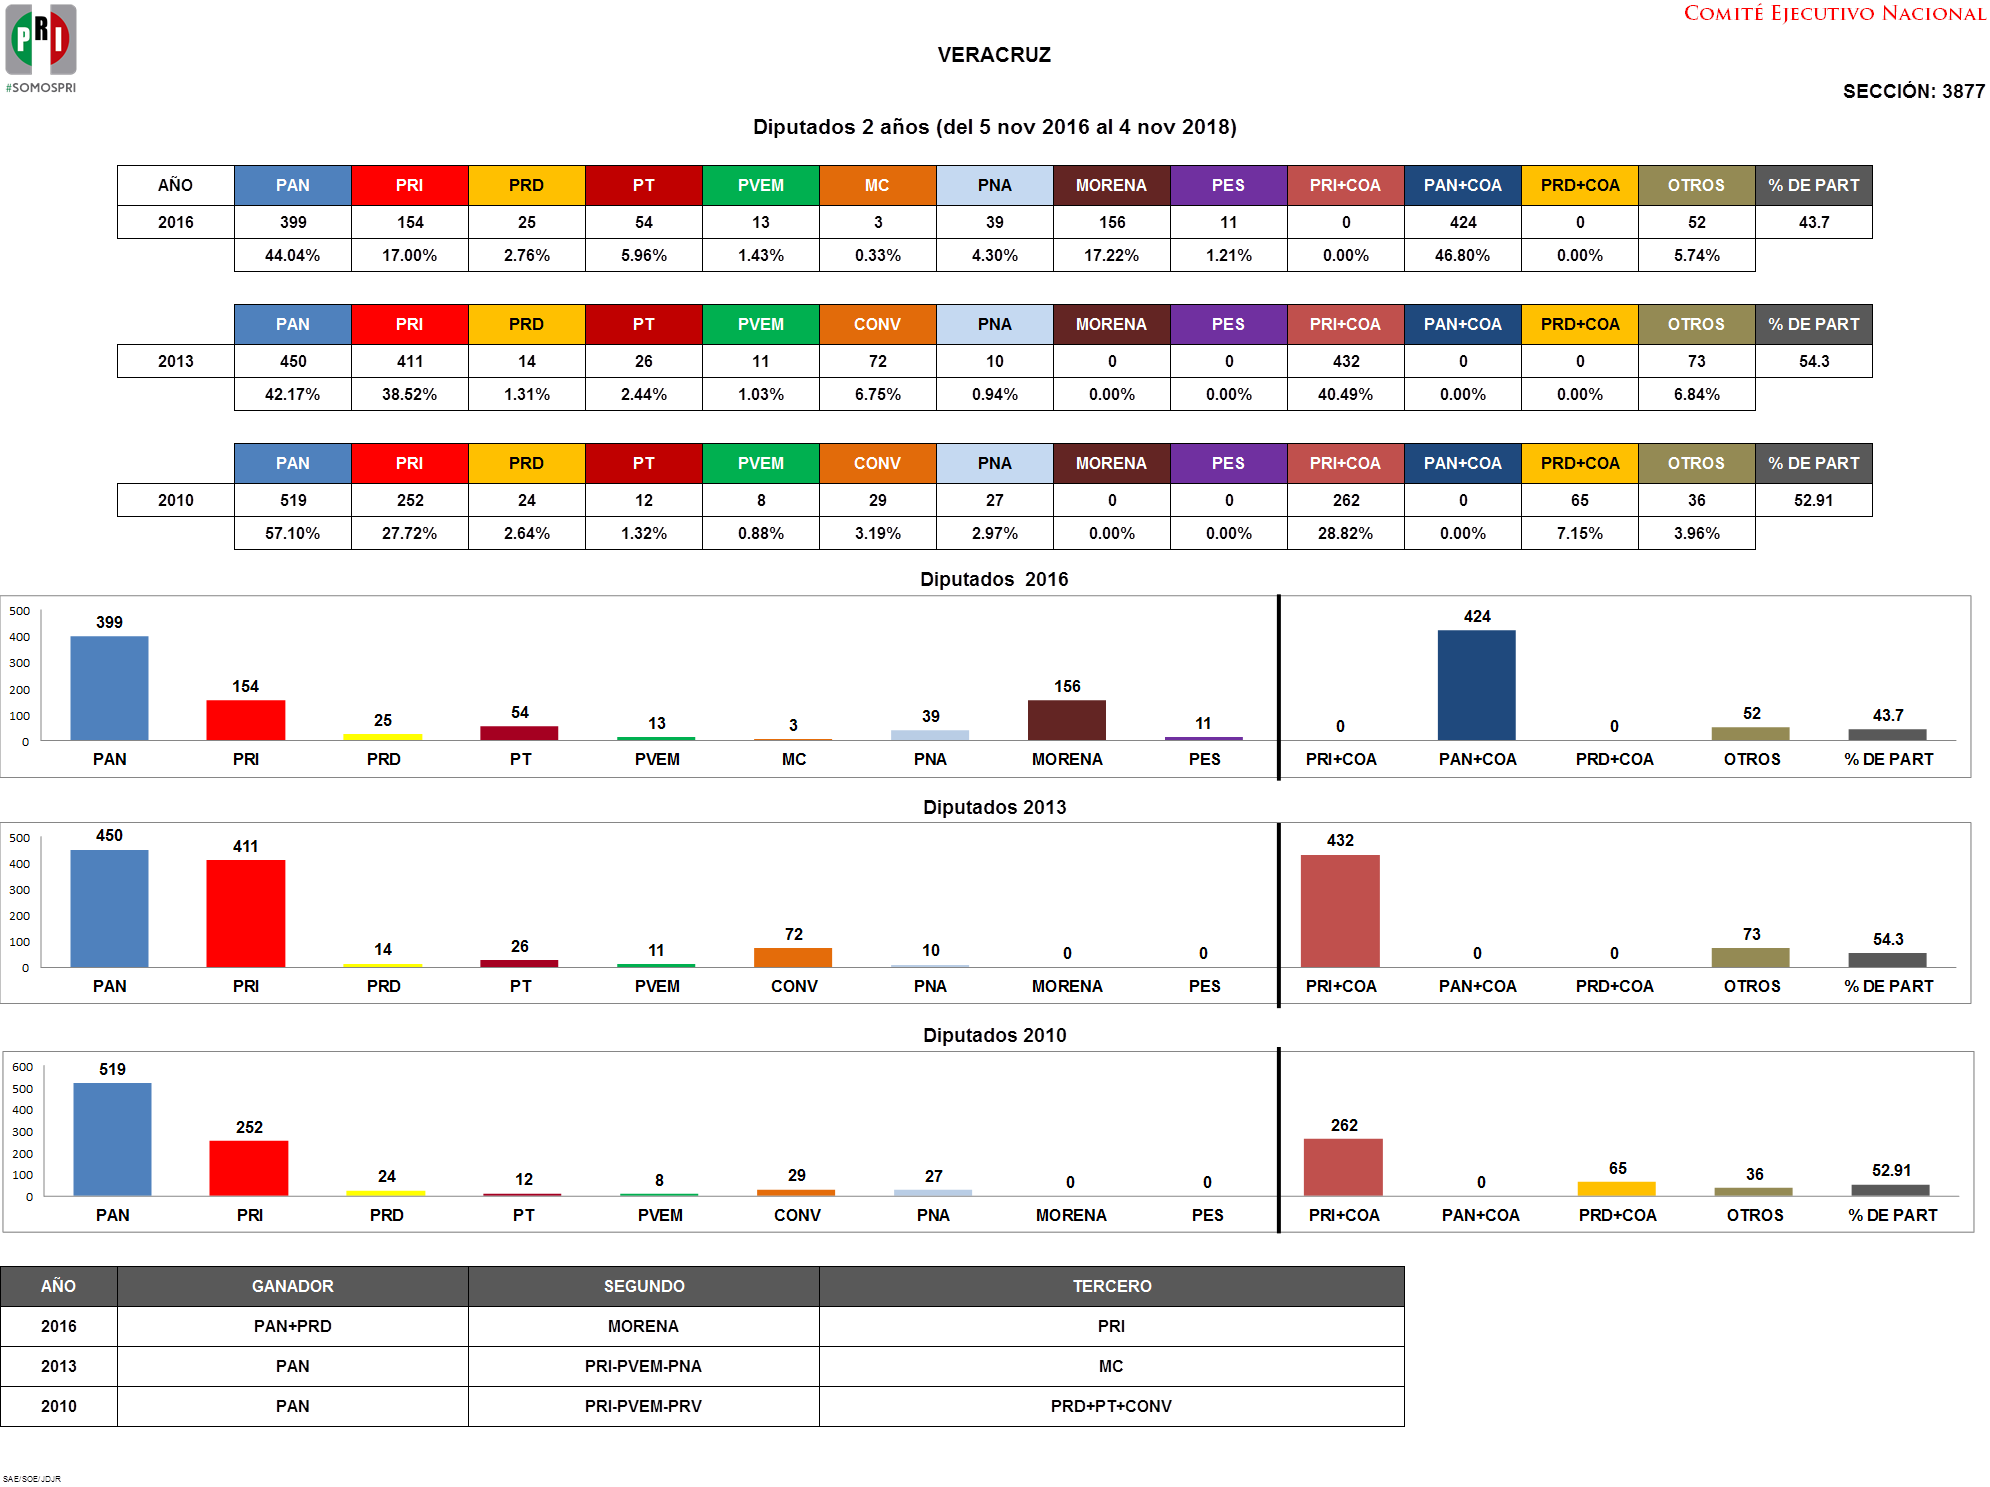 PRI
#SOMOSPRI
COMITÉ EJECUTIVO NACIONAL
VERACRUZ
SECCIÓN: 3877
Diputados 2 años (del 5 nov 2016 al 4 nov 2018)
AÑO PAN PRI PRD PT PVEM MC PNA MORENA PES PRI+COA PAN+COA PRD+COA OTROS % DE PART
2016 399 154 25 54 13 3 39 156 11 0 424 0 52 43.7
44.04% 17.00% 2.76% 5.96% 1.43% 0.33% 4.30% 17.22% 1.21% 0.00% 46.80% 0.00% 5.74%
PAN PRI PRD PT PVEM CONV PNA MORENA PES PRI+COA PAN+COA PRD+COA OTROS % DE PART
2013 450 411 14 26 11 72 10 0 0 432 0 0 73 54.3
42.17% 38.52% 1.31% 2.44% 1.03% 6.75% 0.94% 0.00% 0.00% 40.49% 0.00% 0.00% 6.84%
PAN PRI PRD PT PVEM CONV PNA MORENA PES PRI+COA PAN+COA PRD+COA OTROS % DE PART
2010 519 252 24 12 8 29 27 0 0 262 0 65 36 52.91
57.10% 27.72% 2.64% 1.32% 0.88% 3.19% 2.97% 0.00% 0.00% 28.82% 0.00% 7.15% 3.96%
Diputados 2016
500
400
300
200
100
0
399 154 25 54 13 3 39 156 11 0 424 0 52 43.7
PAN PRI PRD PT PVEM MC PNA MORENA PES PRI+COA PAN+COA PRD+COA OTROS % DE PART
Diputados 2013
500
400
300
200
100
0
450 411 14 26 11 72 10 0 0 432 0 0 73 54.3
PAN PRI PRD PT PVEM CONV PNA MORENA PES PRI+COA PAN+COA PRD+COA OTROS % DE PART
Diputados 2010
600
500
400
300
200
100
0
519 252 24 12 8 29 27 0 0 262 0 65 36 52.91
PAN PRI PRD PT PVEM CONV PNA MORENA PES PRI+COA PAN+COA PRD+COA OTROS % DE PART
AÑO GANADOR SEGUNDO TERCERO
2016 PAN+PRD MORENA PRI
2013 PAN PRI-PVEM-PNA MC
2010 PAN PRI-PVEM-PRV PRD+PT+CONV
SAE/SOE/JDJR